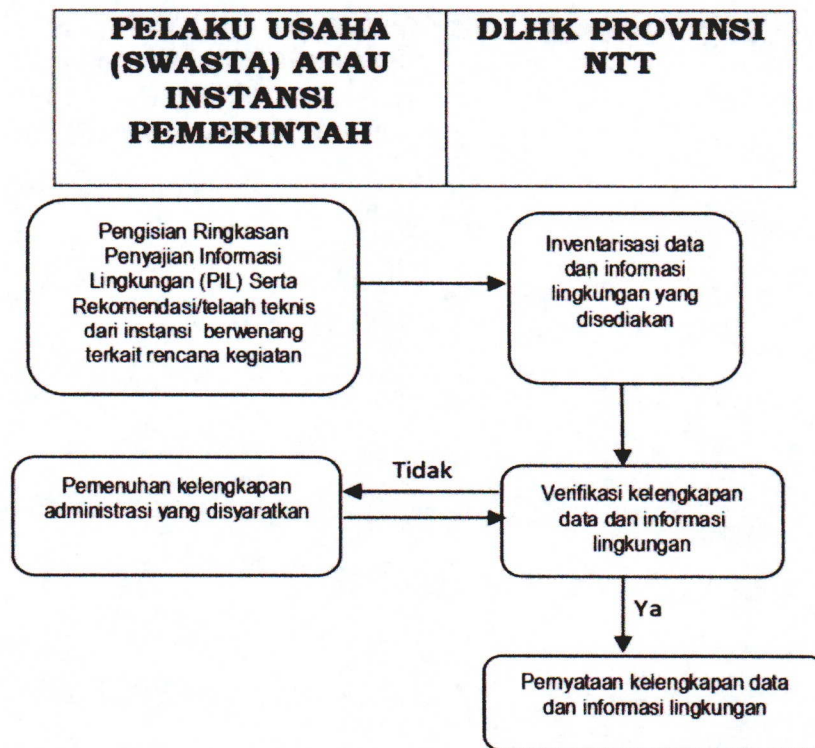 PELAKU USAHA
(SWASTA) ATAU
INSTANSI
PEMERINTAH
DLHK PROVINSI
NTT
Pengisian Ringkasan
Penyajian Informasi
Lingkungan (PIL) Serta
Rekomendasi/telaah teknis
dari instansi berwenang
terkait rencana kegiatan
Inventarisasi data
dan informasi
lingkungan yang
disediakan
Pemenuhan kelengkapan
administrasi yang disyaratkan
Tidak
Verifikasi kelengkapan
data dan informasi
lingkungan
Ya
Pernyataan kelengkapan data
dan informasi lingkungan